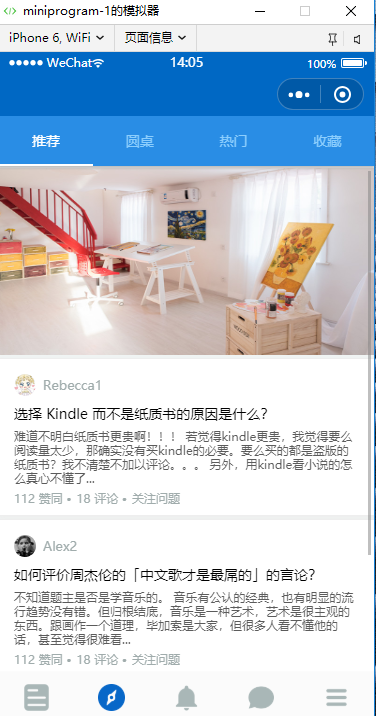 miniprogram-1的模拟器
iPhone 6, WiFi 页面信息
WeChat 14:05 100%
推荐 圆桌 热门 收藏
Rebecca1
选择 Kindle 而不是纸质书的原因是什么?
难道不明白纸质书更贵啊！！！ 若觉得kindle更贵，我觉得要么
阅读量太少，那确实没有买kindle的必要。要么买的都是盗版的
纸质书？我不清楚不加以评论。。。 另外，用kindle看小说的怎
么真心不懂了...
112 赞同 • 18 评论 • 关注问题
Alex2
如何评价周杰伦的「中文歌才是最屌的」的言论?
不知道题主是否是学音乐的。 音乐有公认的经典，也有明显的流
行趋势没有错。但归根结底，音乐是一种艺术，艺术是很主观的
东西。跟画作一个道理，毕加索是大家，但很多人看不懂他的
话，甚至觉得很难看...
112 赞同 • 18 评论 • 关注问题